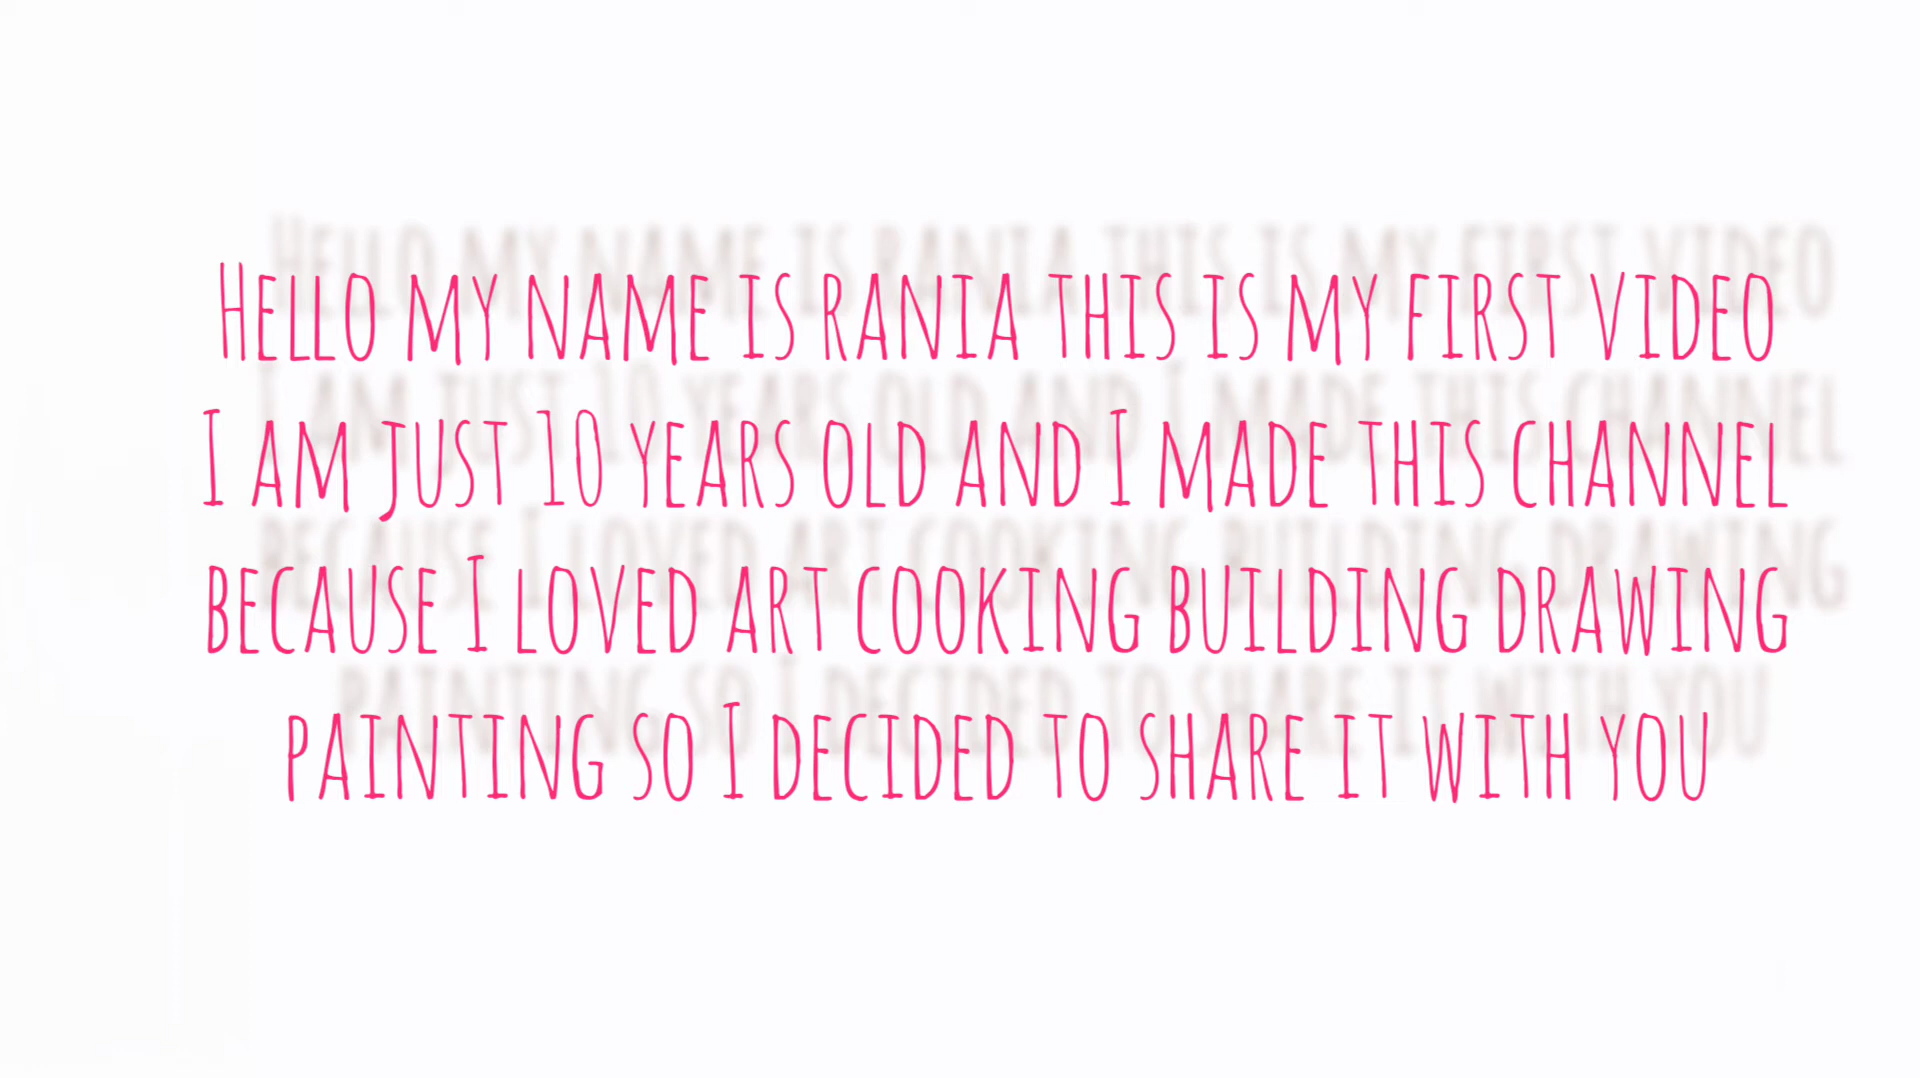 Hello my name is rania this is my first video
I am just 10 years old and I made this channel
because I loved art cooking building drawing
painting so I decided to share it with you